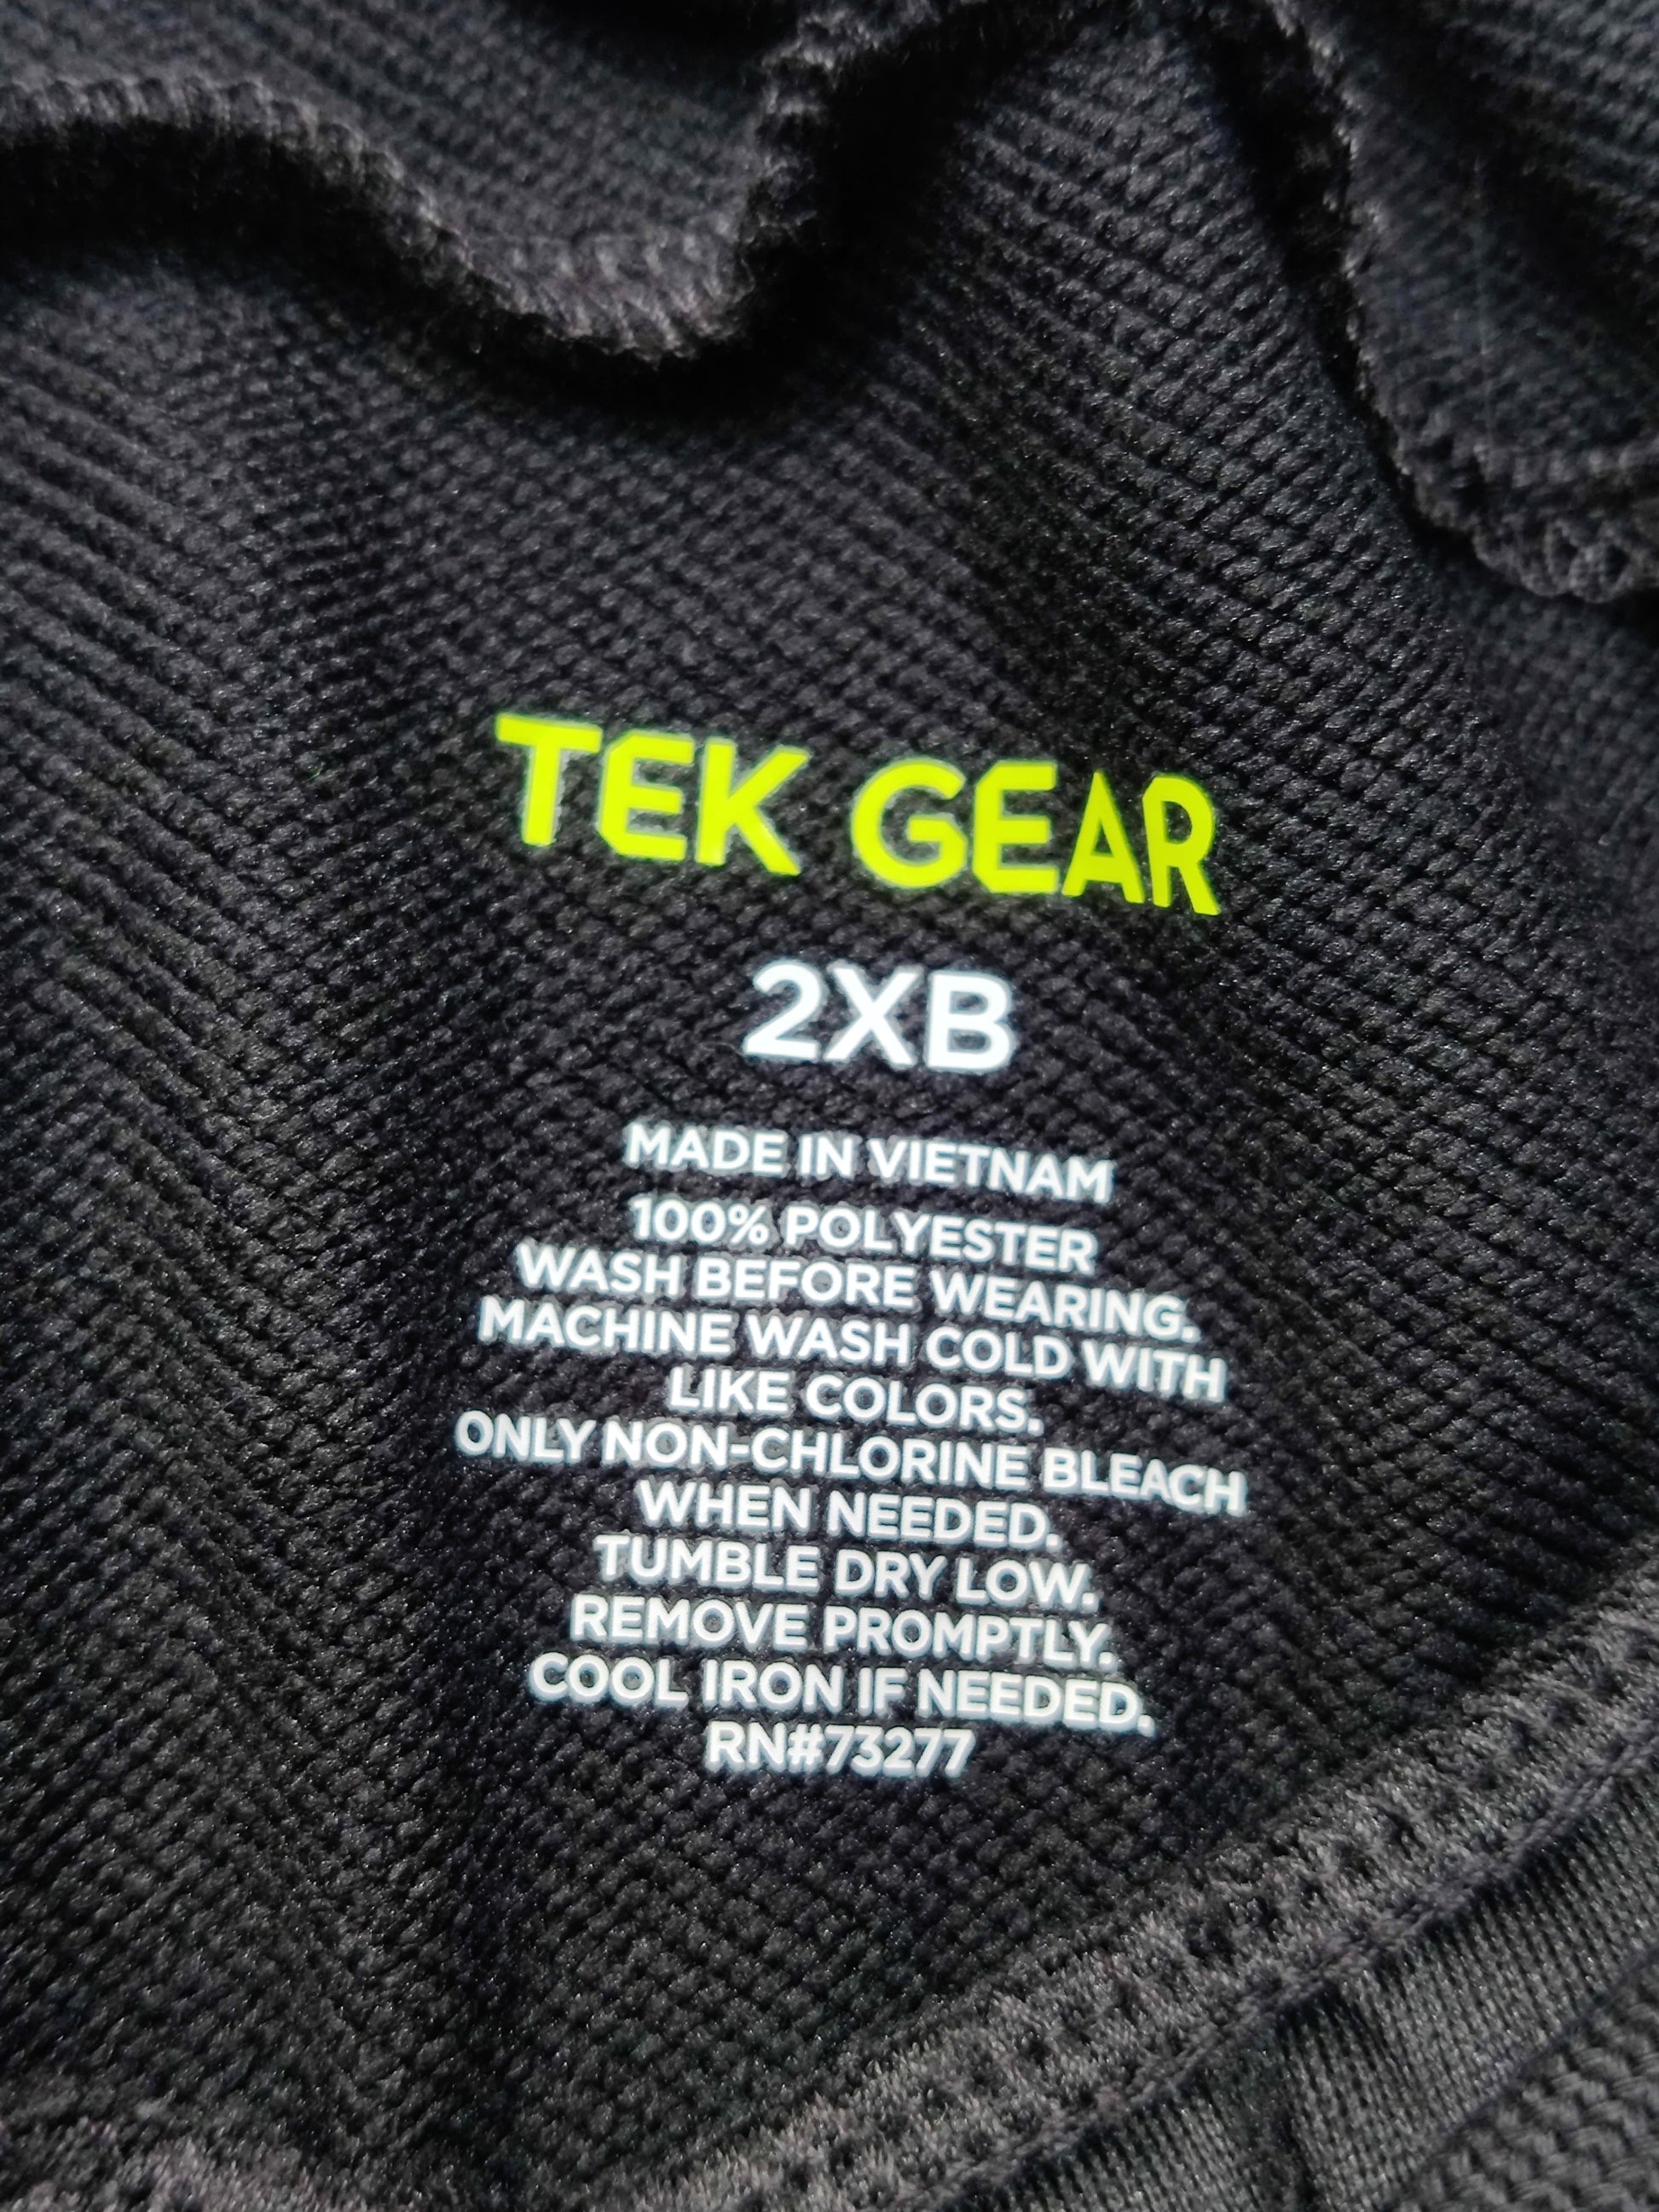 TEK GEAR
2XB
MADE IN VIETNAM
100% POLYESTER
WASH BEFORE WEARING.
MACHINE WASH COLD WITH
LIKE COLORS.
ONLY NON-CHLORINE BLEACH
WHEN NEEDED.
TUMBLE DRY LOW.
REMOVE PROMPTLY.
COOL IRON IF NEEDED.
RN#73277